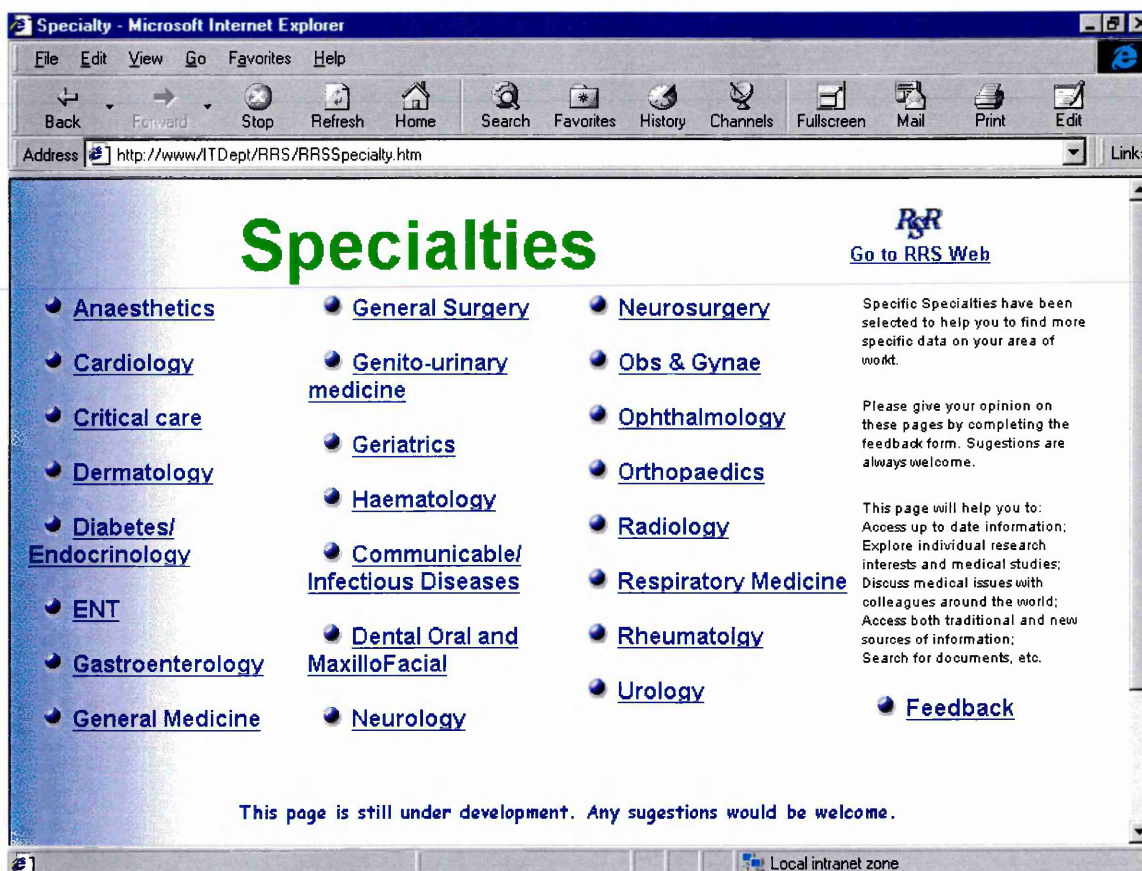 Specialty - Microsoft Internet Explorer
File Edit View Go Favorites Help
Back Forward Stop Refresh Home Search Favorites History Channels Fullscreen Mail Print Edit
Address http://www/ITDept/RRS/RRSSpecialty.htm Links
Specialties
RSR
Go to RRS Web
Anaesthetics
Cardiology
Critical care
Dermatology
Diabetes/
Endocrinology
ENT
Gastroenterology
General Medicine
General Surgery
Genito-urinary
medicine
Geriatrics
Haematology
Communicable/
Infectious Diseases
Dental Oral and
MaxilloFacial
Neurology
Neurosurgery
Obs & Gynae
Ophthalmology
Orthopaedics
Radiology
Respiratory Medicine
Rheumatolgy
Urology
Specific Specialties have been
selected to help you to find more
specific data on your area of
workt.
Please give your opinion on
these pages by completing the
feedback form. Sugestions are
always welcome.
This page will help you to:
Access up to date information;
Explore individual research
interests and medical studies;
Discuss medical issues with
colleagues around the world;
Access both traditional and new
sources of information;
Search for documents, etc.
Feedback
This page is still under development. Any sugestions would be welcome.
Local intranet zone